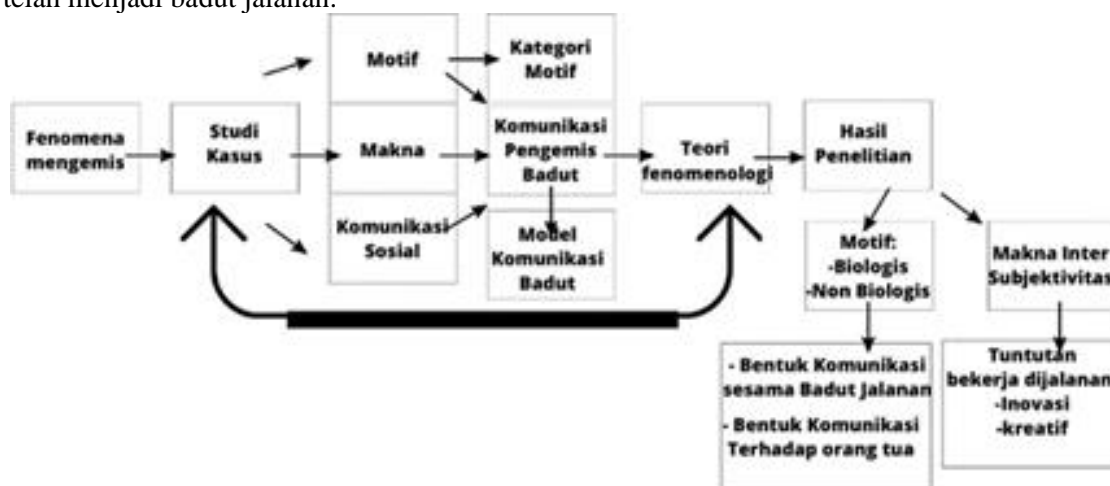 telah menjadi badut jalanan.
Fenomena
mengemis
Studi
Kasus
Motif
Makna
Komunikasi
Sosial
Kategori
Motif
Komunikasi
Pengemis
Badut
Model
Komunikasi
Badut
Teori
fenomenologi
Hasil
Penelitian
Motif:
-Biologis
-Non Biologis
Makna Inter
Subjektivitas
- Bentuk Komunikasi
sesama Badut Jalanan
- Bentuk Komunikasi
Terhadap orang tua
Tuntutan
bekerja dijalanan
-Inovasi
-kreatif